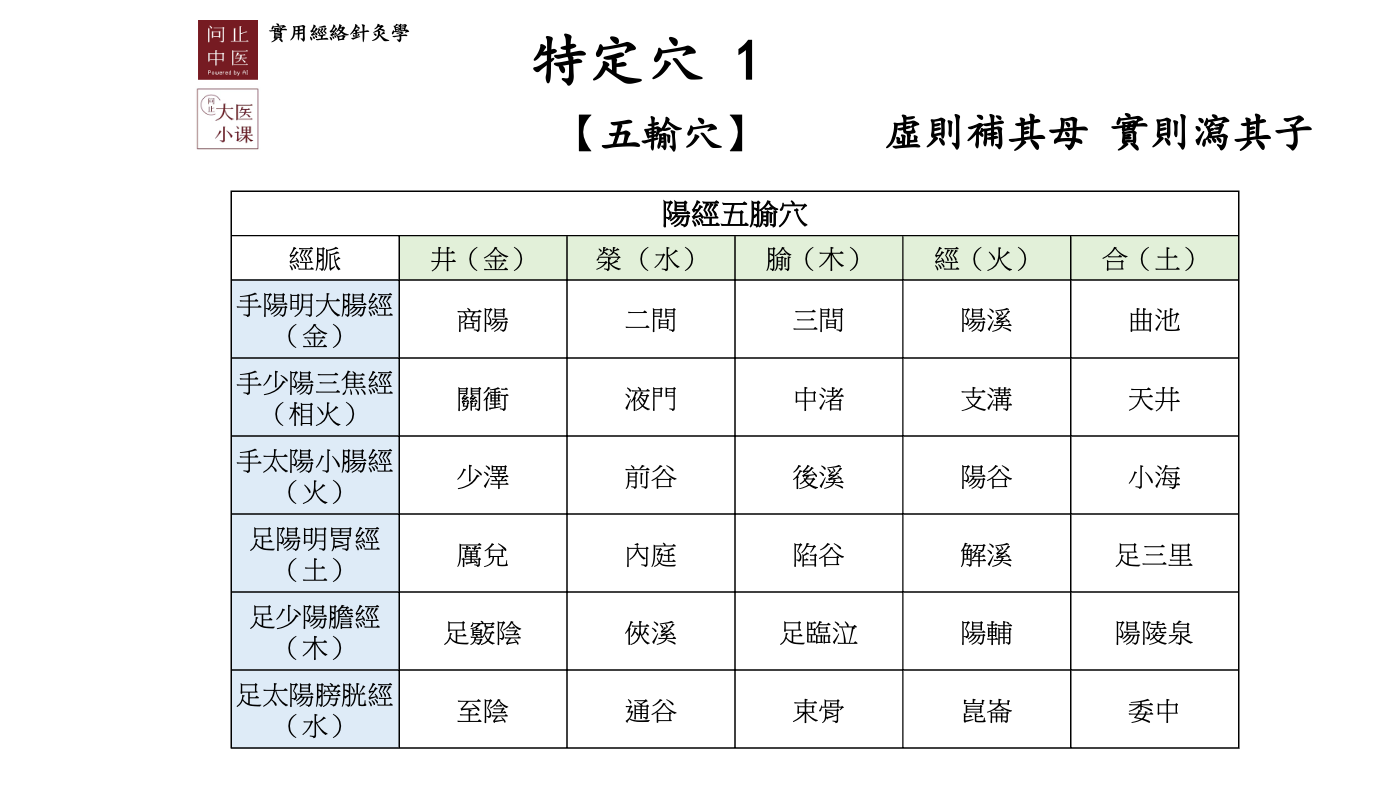 问止
中医
Powered by AI
實用經絡針灸學
特定穴 1
问止
大医
小课
【五輸穴】
虛則補其母 實則瀉其子
陽經五腧穴
經脈 井（金） 滎（水） 腧（木） 經（火） 合（土）
手陽明大腸經
（金） 商陽 二間 三間 陽溪 曲池
手少陽三焦經
（相火） 關衝 液門 中渚 支溝 天井
手太陽小腸經
（火） 少澤 前谷 後溪 陽谷 小海
足陽明胃經
（土） 厲兌 內庭 陷谷 解溪 足三里
足少陽膽經
（木） 足竅陰 俠溪 足臨泣 陽輔 陽陵泉
足太陽膀胱經
（水） 至陰 通谷 束骨 崑崙 委中